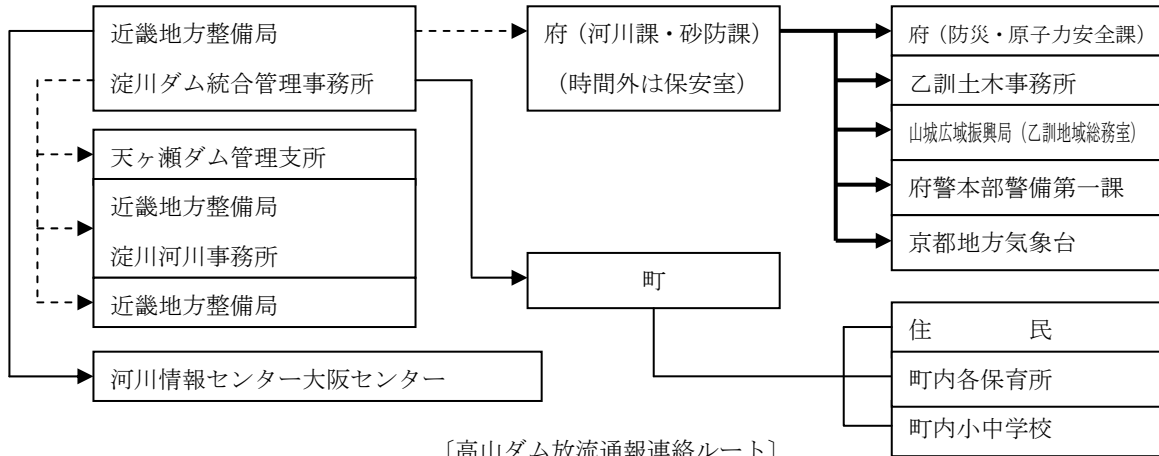 近畿地方整備局
淀川ダム統合管理事務所
天ヶ瀬ダム管理支所
近畿地方整備局
淀川河川事務所
近畿地方整備局
河川情報センター大阪センター
府(河川課・砂防課)
(時間外は保安室)
町
府(防災・原子力安全課)
乙訓土木事務所
山城広域振興局(乙訓地域総務室)
府警本部警備第一課
京都地方気象台
住　　　民
町内各保育所
町内小中学校
〔高山ダム放流通報連絡ルート〕